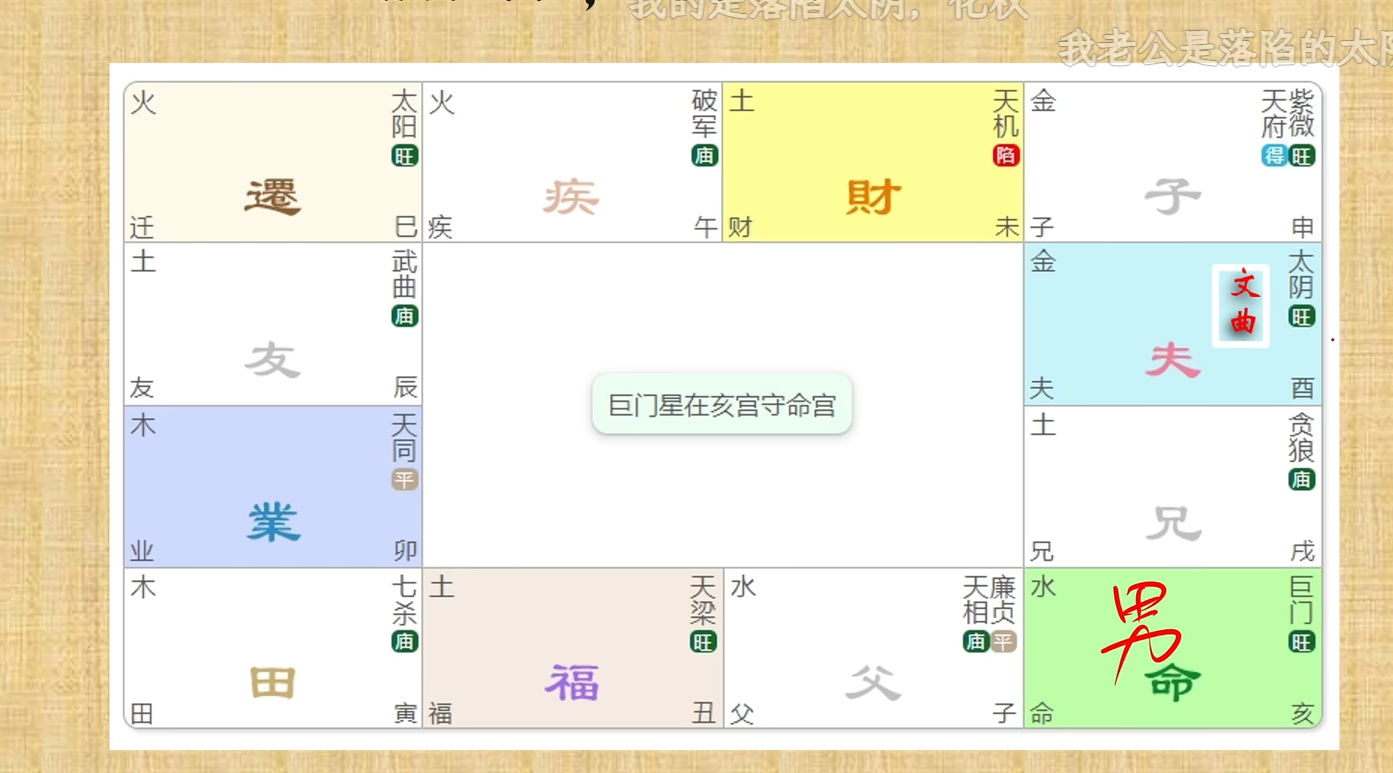 我的是落陷太阴，化权
我老公是落陷的太阴
火
太阳
旺
遷
迁
巳
火
破军
庙
疾
疾
午
土
天机
陷
財
财
未
金
紫微
旺
天府
得
子
子
申
土
武曲
庙
友
友
辰
金
太阴
旺
文曲
夫
夫
酉
巨门星在亥宫守命宫
木
天同
平
業
业
卯
土
贪狼
庙
兄
兄
戌
木
七杀
庙
田
田
寅
土
天梁
旺
福
福
丑
水
廉贞
平
天相
庙
父
父
子
水
巨门
旺
男
命
命
亥